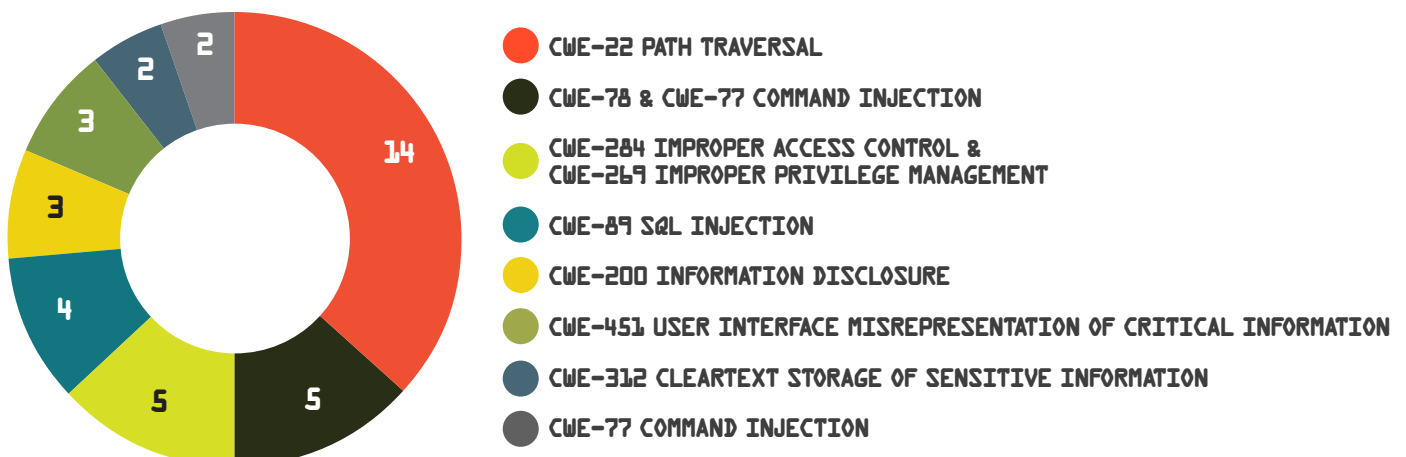 2
2
14
3
3
4
5
5
CWE-22 PATH TRAVERSAL
CWE-78 & CWE-77 COMMAND INJECTION
CWE-284 IMPROPER ACCESS CONTROL &
CWE-269 IMPROPER PRIVILEGE MANAGEMENT
CWE-89 SQL INJECTION
CWE-200 INFORMATION DISCLOSURE
CWE-451 USER INTERFACE MISREPRESENTATION OF CRITICAL INFORMATION
CWE-312 CLEARTEXT STORAGE OF SENSITIVE INFORMATION
CWE-77 COMMAND INJECTION